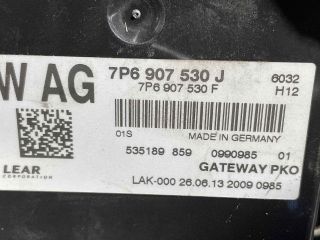 W AG 7P6 907 530 J 6032
7P6 907 530 F H12
01S MADE IN GERMANY
535189 859 0990985 01
LEAR GATEWAY PKO
CORPORATION
LAK-000 26.06.13 2009 0985